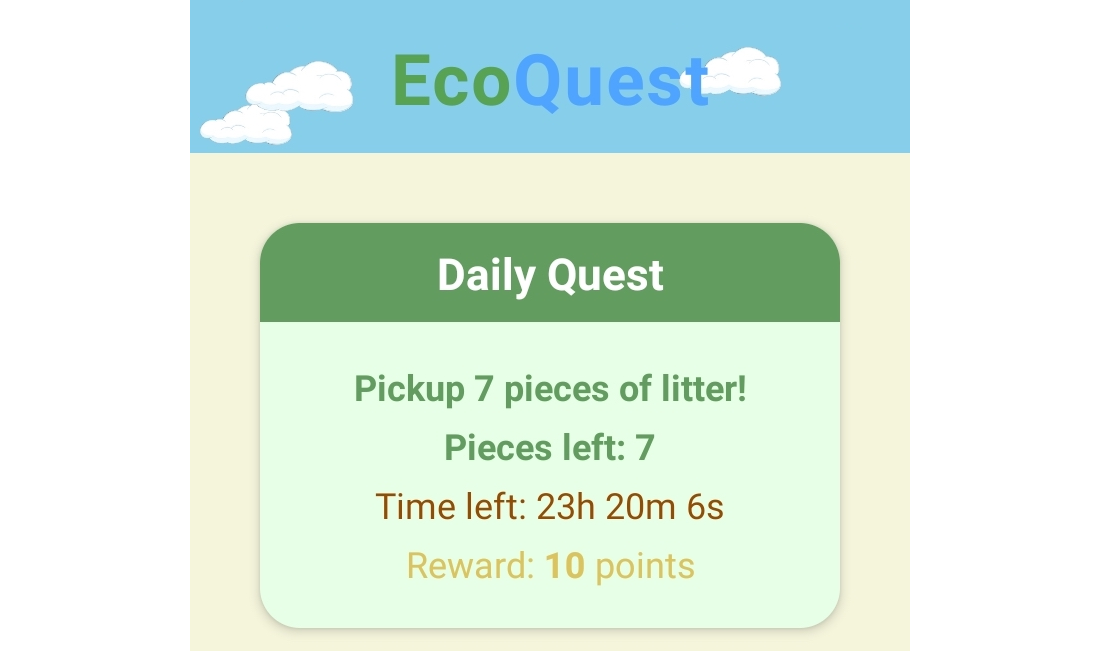 EcoQuest
Daily Quest
Pickup 7 pieces of litter!
Pieces left: 7
Time left: 23h 20m 6s
Reward: 10 points